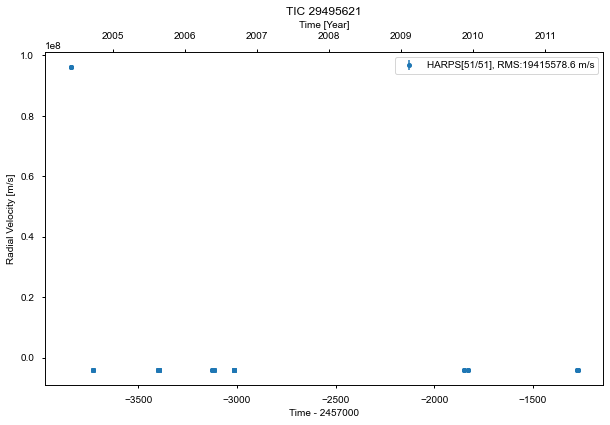 TIC 29495621
Time [Year]
2005 2006 2007 2008 2009 2010 2011
1e8
HARPS[51/51], RMS:19415578.6 m/s
1.0
0.8
0.6
0.4
0.2
0.0
Radial Velocity [m/s]
−3500 −3000 −2500 −2000 −1500
Time - 2457000